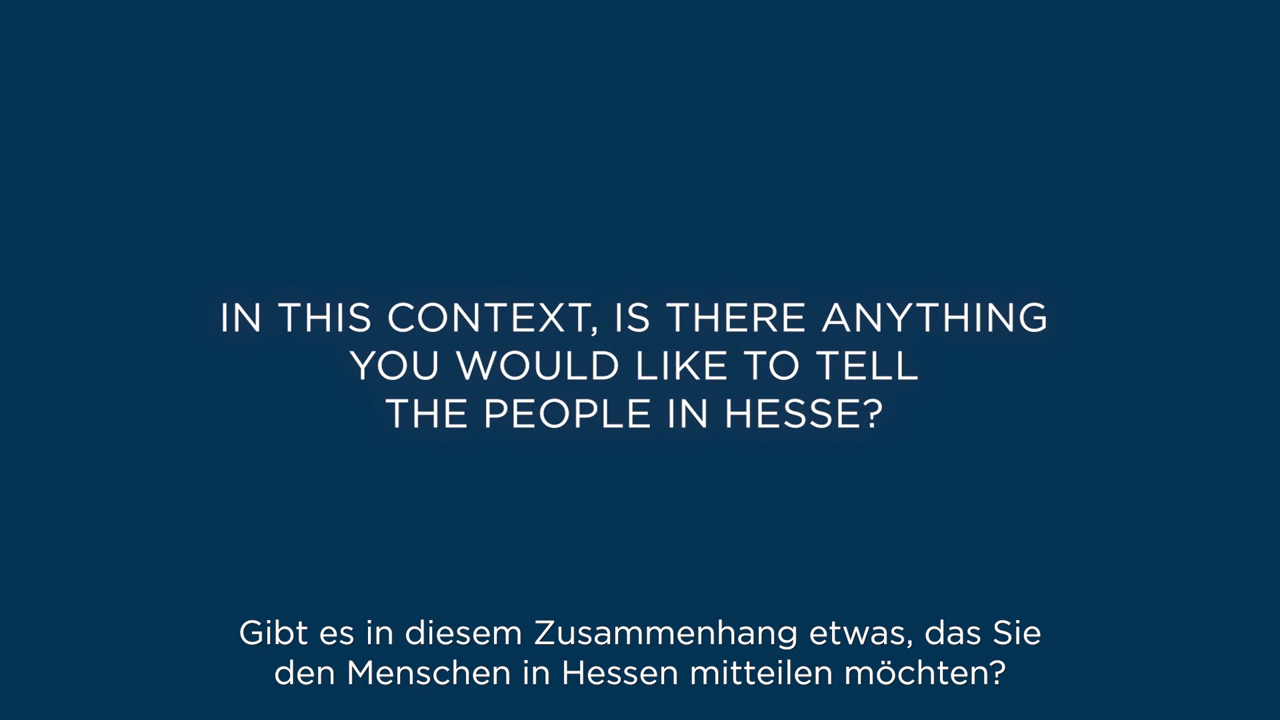 IN THIS CONTEXT, IS THERE ANYTHING
YOU WOULD LIKE TO TELL
THE PEOPLE IN HESSE?
Gibt es in diesem Zusammenhang etwas, das Sie
den Menschen in Hessen mitteilen möchten?